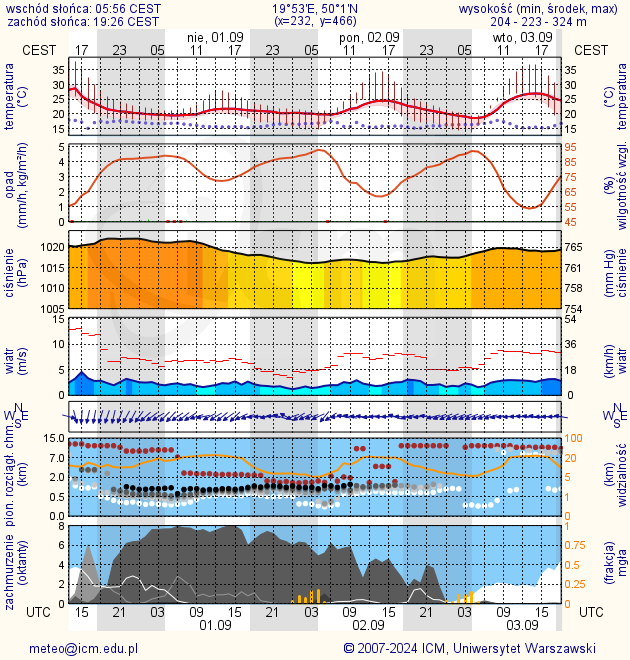 wschód słońca: 05:56 CEST 19°53'E, 50°1'N wysokość (min, środek, max)
zachód słońca: 19:26 CEST (x=232, y=466) 204 - 223 - 324 m
nie, 01.09 pon, 02.09 wto, 03.09
CEST 17 23 05 11 17 23 05 11 17 23 05 11 17 CEST
temperatura (°C) 35 30 25 20 15 35 30 25 20 15 (°C) temperatura
opad (mm/h, kg/m²/h) 5 4 3 2 1 0 95 85 75 65 55 45 (%) wilgotność wzgl.
ciśnienie (hPa) 1020 1015 1010 1005 765 761 758 754 (mm Hg) ciśnienie
wiatr (m/s) 15 10 5 0 54 36 18 0 (km/h) wiatr
N W E S N W E S
pion. rozciągł. chm. (km) 15.0 7.0 2.0 0.5 0.0 100 20 5 1 0 (km) widzialność
zachmurzenie (oktanty) 8 6 4 2 0 1 0.75 0.5 0.25 0 (frakcja) mgła
UTC 15 21 03 09 15 21 03 09 15 21 03 09 15 UTC
01.09 02.09 03.09
meteo@icm.edu.pl © 2007-2024 ICM, Uniwersytet Warszawski